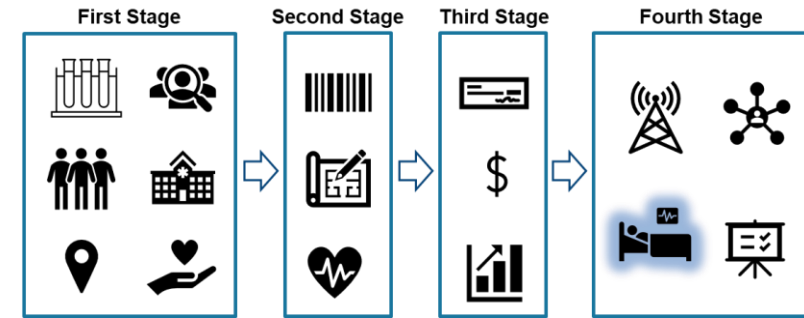 First Stage
Second Stage
Third Stage
Fourth Stage
$